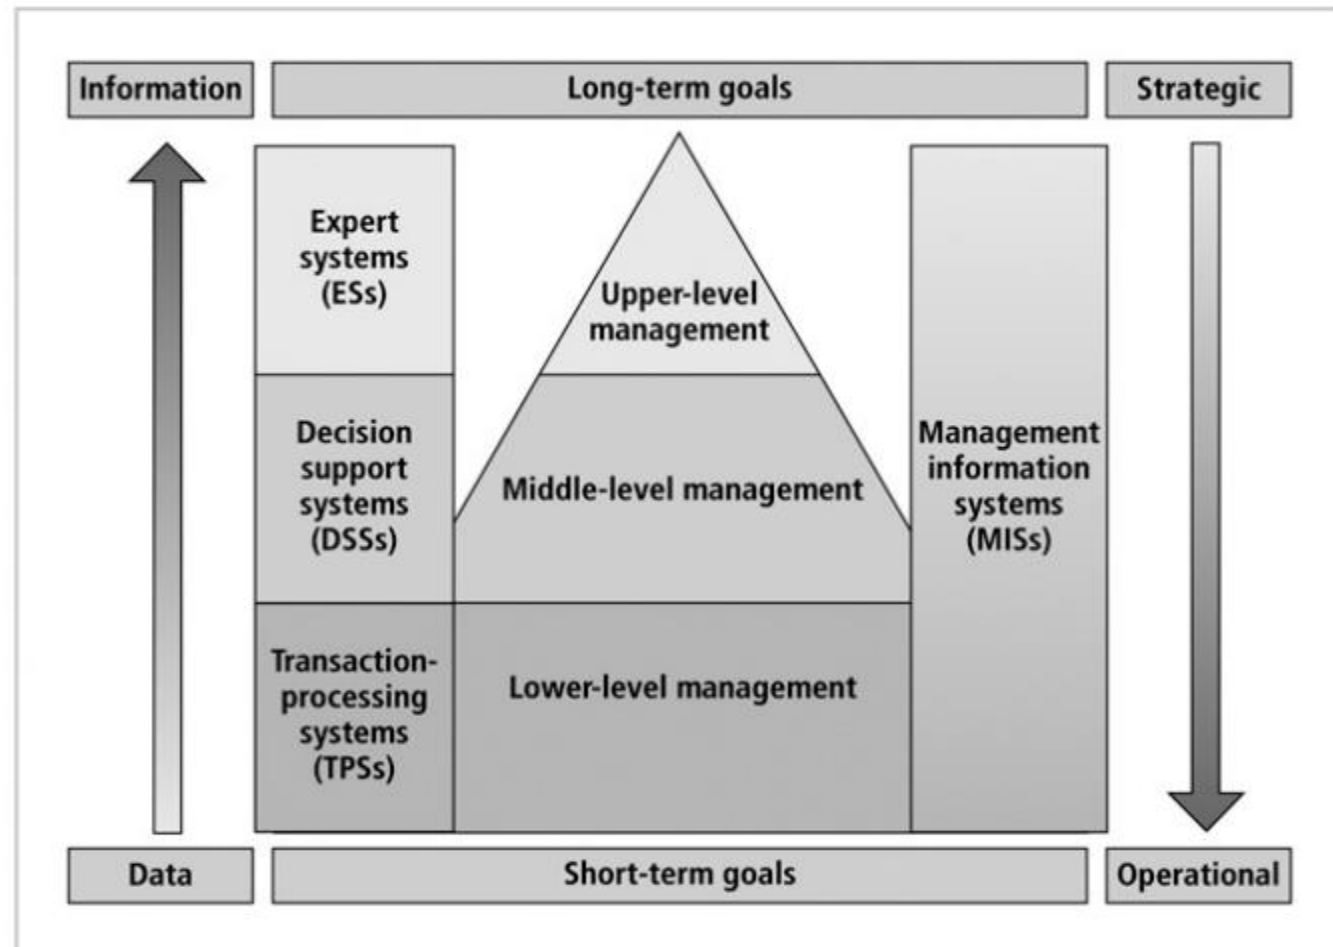 Information
Long-term goals
Strategic
Expert
systems
(ESs)
Upper-level
management
Decision
support
systems
(DSSs)
Middle-level management
Management
information
systems
(MISs)
Transaction-
processing
systems
(TPSs)
Lower-level management
Data
Short-term goals
Operational